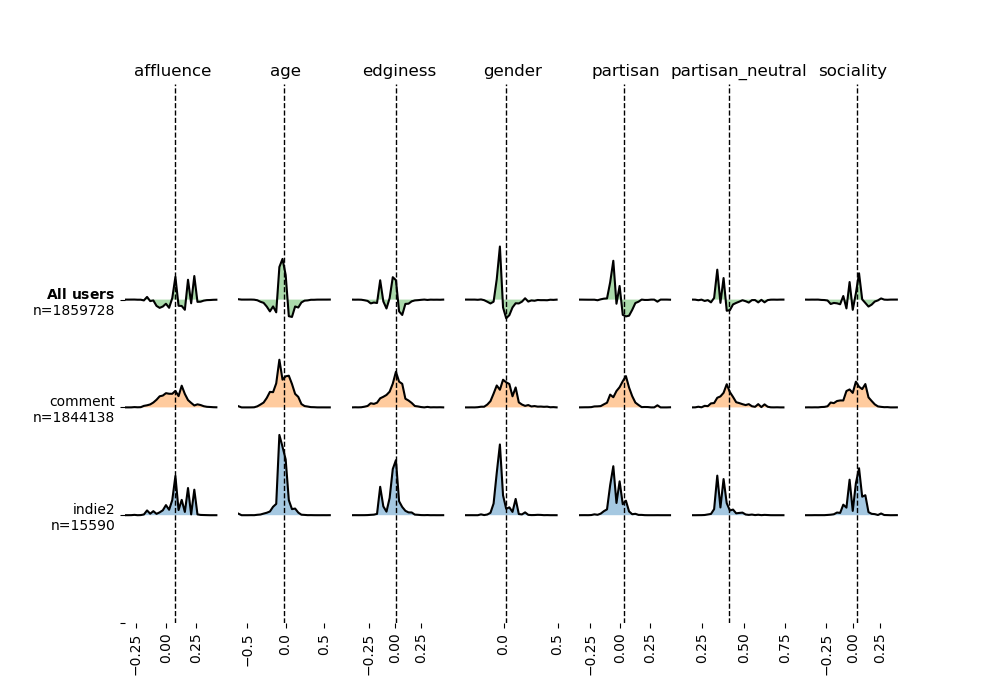 affluence age edginess gender partisan partisan_neutral sociality
All users
n=1859728
comment
n=1844138
indie2
n=15590
−0.25 0.00 0.25 −0.5 0.0 0.5 −0.25 0.00 0.25 0.0 0.5 −0.25 0.00 0.25 0.25 0.50 0.75 −0.25 0.00 0.25